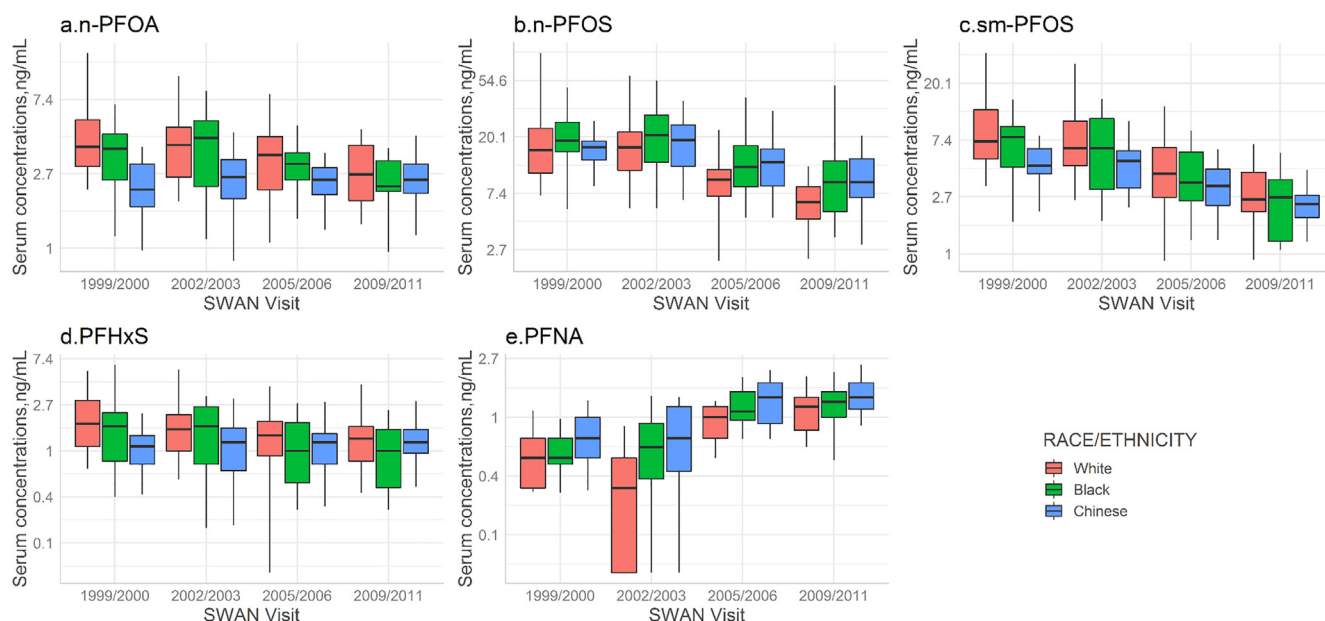 a.n-PFOA
Serum concentrations,ng/mL
7.4
2.7
1
1999/2000 2002/2003 2005/2006 2009/2011
SWAN Visit
b.n-PFOS
Serum concentrations,ng/mL
54.6
20.1
7.4
2.7
1999/2000 2002/2003 2005/2006 2009/2011
SWAN Visit
c.sm-PFOS
Serum concentrations,ng/mL
20.1
7.4
2.7
1
1999/2000 2002/2003 2005/2006 2009/2011
SWAN Visit
d.PFHxS
Serum concentrations,ng/mL
7.4
2.7
1
0.4
0.1
1999/2000 2002/2003 2005/2006 2009/2011
SWAN Visit
e.PFNA
Serum concentrations,ng/mL
2.7
1
0.4
0.1
1999/2000 2002/2003 2005/2006 2009/2011
SWAN Visit
RACE/ETHNICITY
White
Black
Chinese